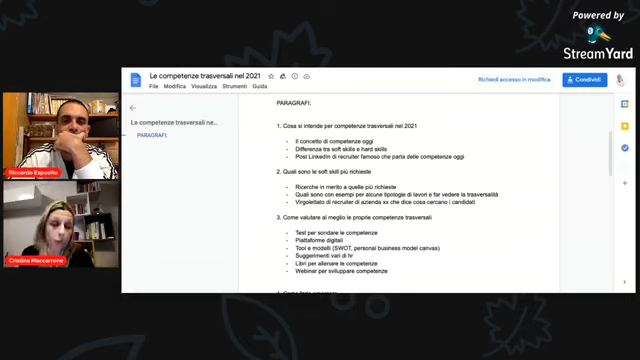 Powered by
StreamYard
Le competenze trasversali nel 2021
File Modifica Visualizza Strumenti Guida
Richiedi accesso in modifica
Condividi
Le competenze trasversali ne...
PARAGRAFI:
PARAGRAFI:
1. Cosa si intende per competenze trasversali nel 2021
- Il concetto di competenze oggi
- Differenza tra soft skills e hard skills
- Post LinkedIn di recruiter famoso che parla delle competenze oggi
2. Quali sono le soft skill più richieste
- Ricerche in merito a quelle più richieste
- Quali sono con esempi per alcune tipologie di lavori e far vedere la trasversalità
- Virgolettato di recruiter di azienda xx che dice cosa cercano i candidati
3. Come valutare al meglio le proprie competenze trasversali
- Test per sondare le competenze
- Piattaforme digitali
- Tool e modelli (SWOT, personal business model canvas)
- Suggerimenti vari di hr
- Libri per allenare le competenze
- Webinar per sviluppare competenze
Riccardo Esposito
Cristina Maccarrone